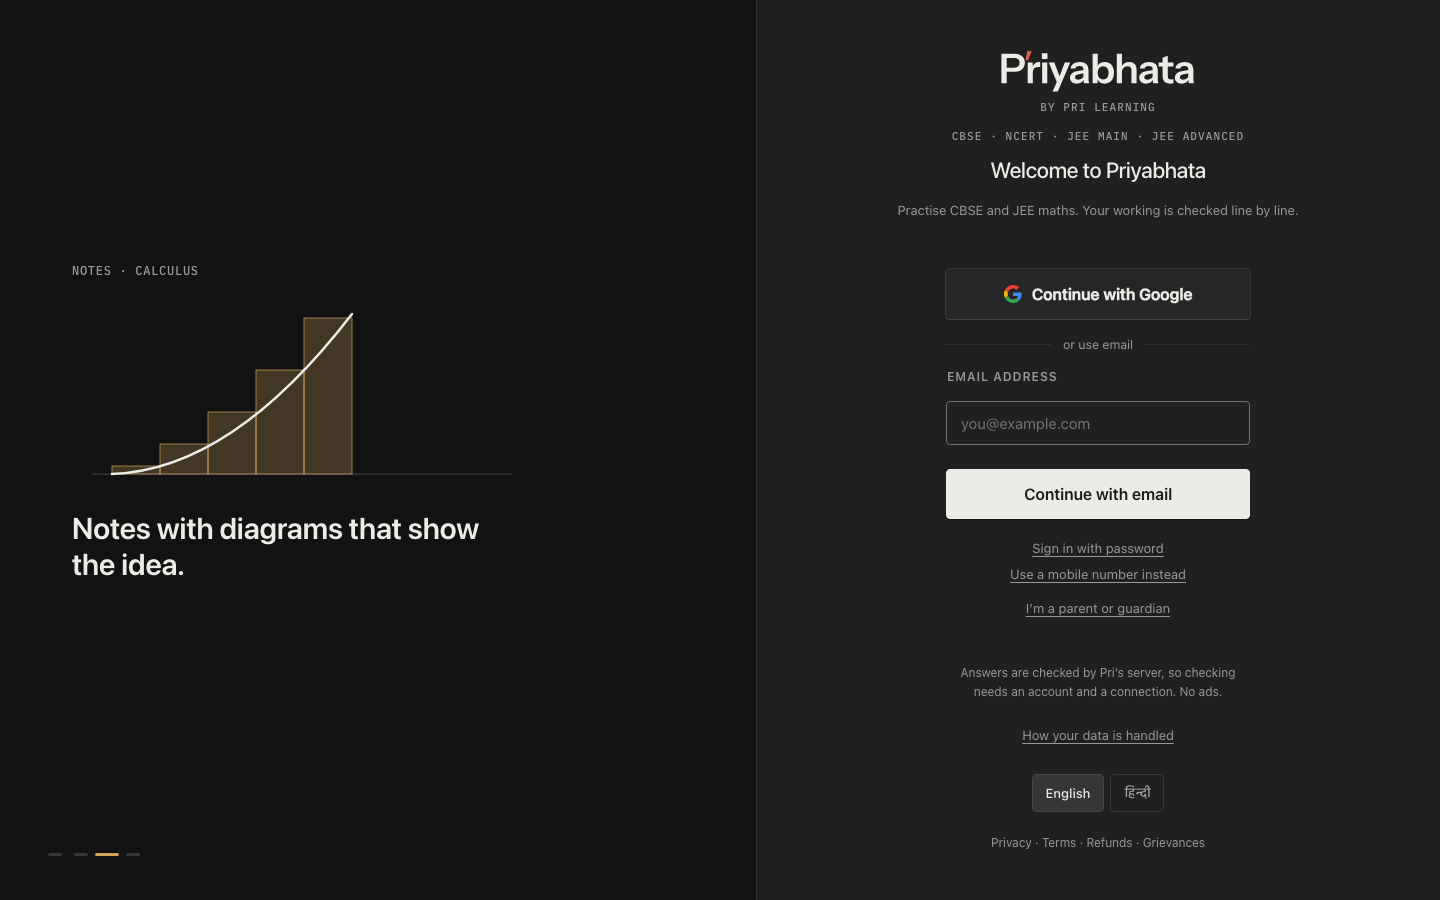 NOTES · CALCULUS
Notes with diagrams that show
the idea.
Priyabhata
BY PRI LEARNING
CBSE · NCERT · JEE MAIN · JEE ADVANCED
Welcome to Priyabhata
Practise CBSE and JEE maths. Your working is checked line by line.
Continue with Google
or use email
EMAIL ADDRESS
you@example.com
Continue with email
Sign in with password
Use a mobile number instead
I'm a parent or guardian
Answers are checked by Pri's server, so checking
needs an account and a connection. No ads.
How your data is handled
English हिन्दी
Privacy · Terms · Refunds · Grievances